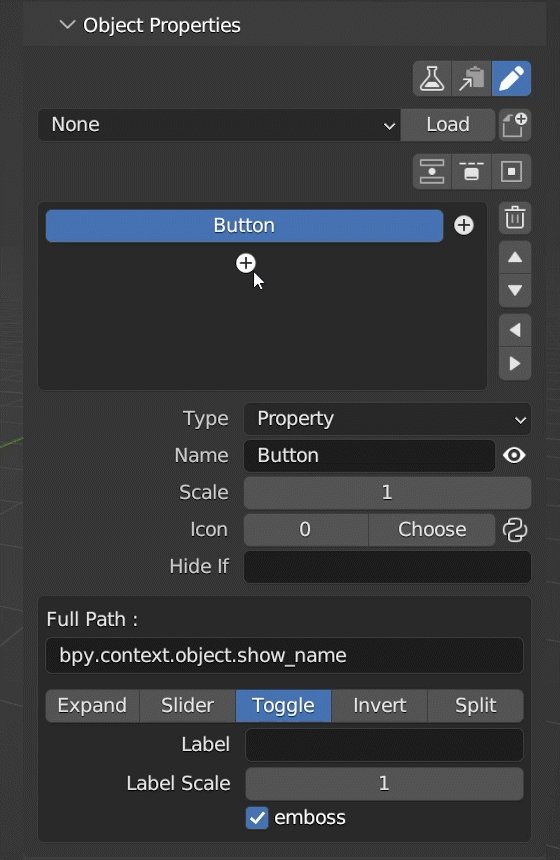 Object Properties
None Load
Button
Type Property
Name Button
Scale 1
Icon 0 Choose
Hide If
Full Path :
bpy.context.object.show_name
Expand Slider Toggle Invert Split
Label
Label Scale 1
emboss